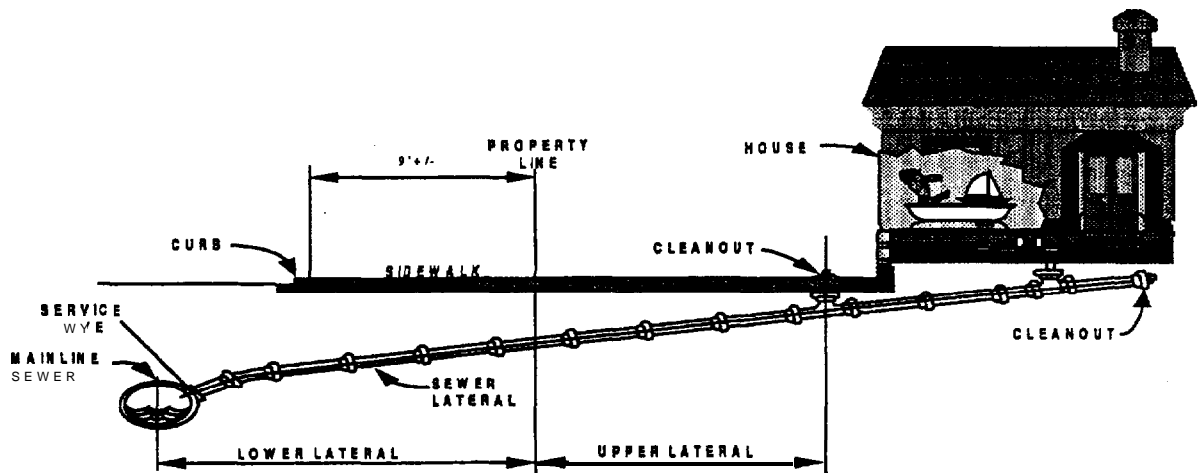 PROPERTY
LINE
9'+/-
HOUSE
CURB
SIDEWALK
CLEANOUT
SERVICE
WYE
MAINLINE
SEWER
CLEANOUT
SEWER
LATERAL
LOWER LATERAL
UPPER LATERAL